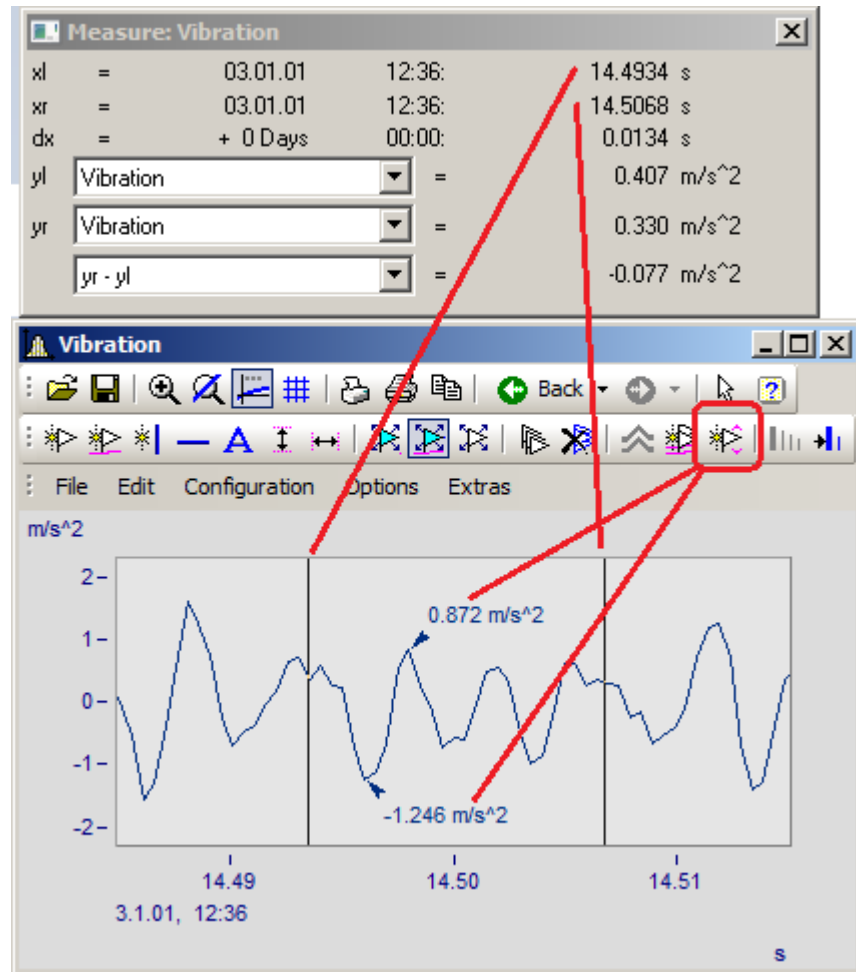 Measure: Vibration
xl = 03.01.01 12:36: 14.4934 s
xr = 03.01.01 12:36: 14.5068 s
dx = + 0 Days 00:00: 0.0134 s
yl Vibration = 0.407 m/s^2
yr Vibration = 0.330 m/s^2
yr - yl = -0.077 m/s^2
Vibration
Back
A
File Edit Configuration Options Extras
m/s^2
2
0.872 m/s^2
1
0
-1
-1.246 m/s^2
-2
14.49 14.50 14.51
3.1.01, 12:36
s